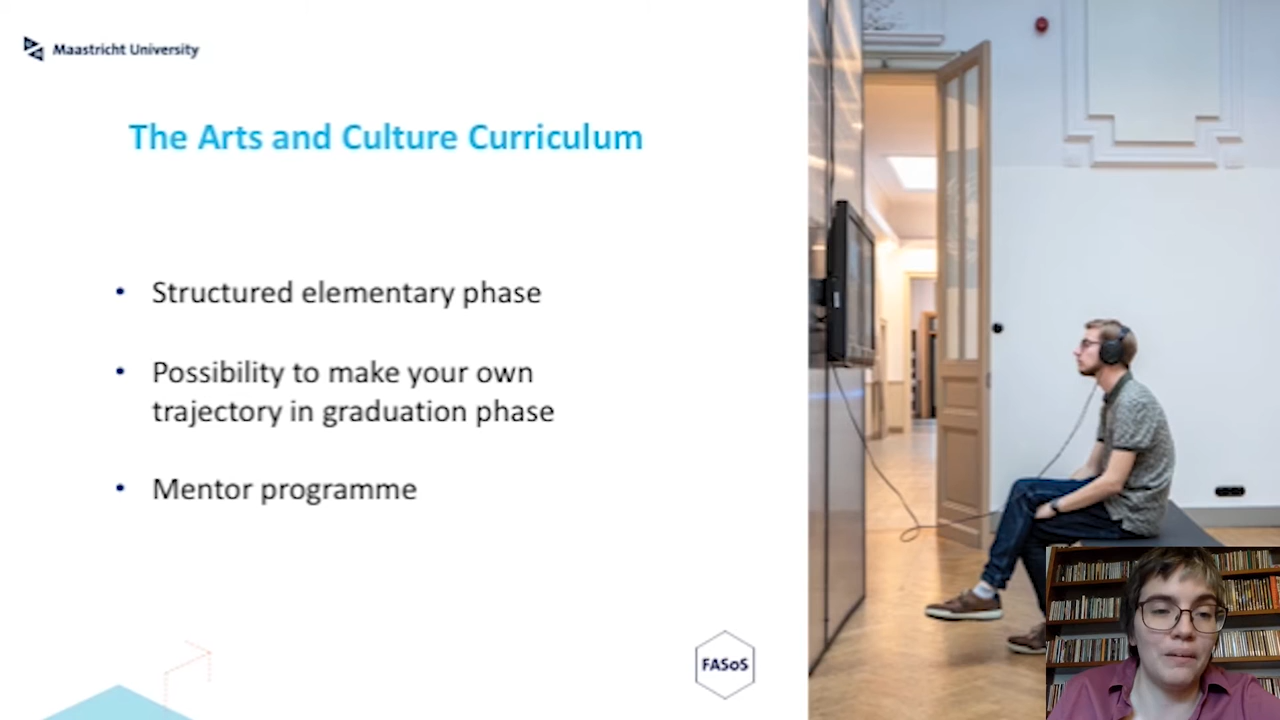 Maastricht University
The Arts and Culture Curriculum
• Structured elementary phase
• Possibility to make your own
trajectory in graduation phase
• Mentor programme
FASoS